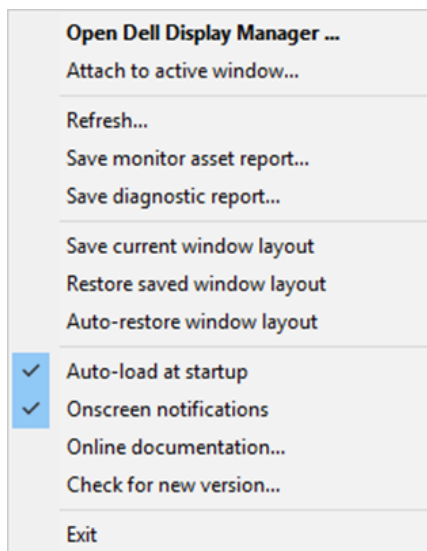 Open Dell Display Manager ...
Attach to active window...
Refresh...
Save monitor asset report...
Save diagnostic report...
Save current window layout
Restore saved window layout
Auto-restore window layout
Auto-load at startup
Onscreen notifications
Online documentation...
Check for new version...
Exit